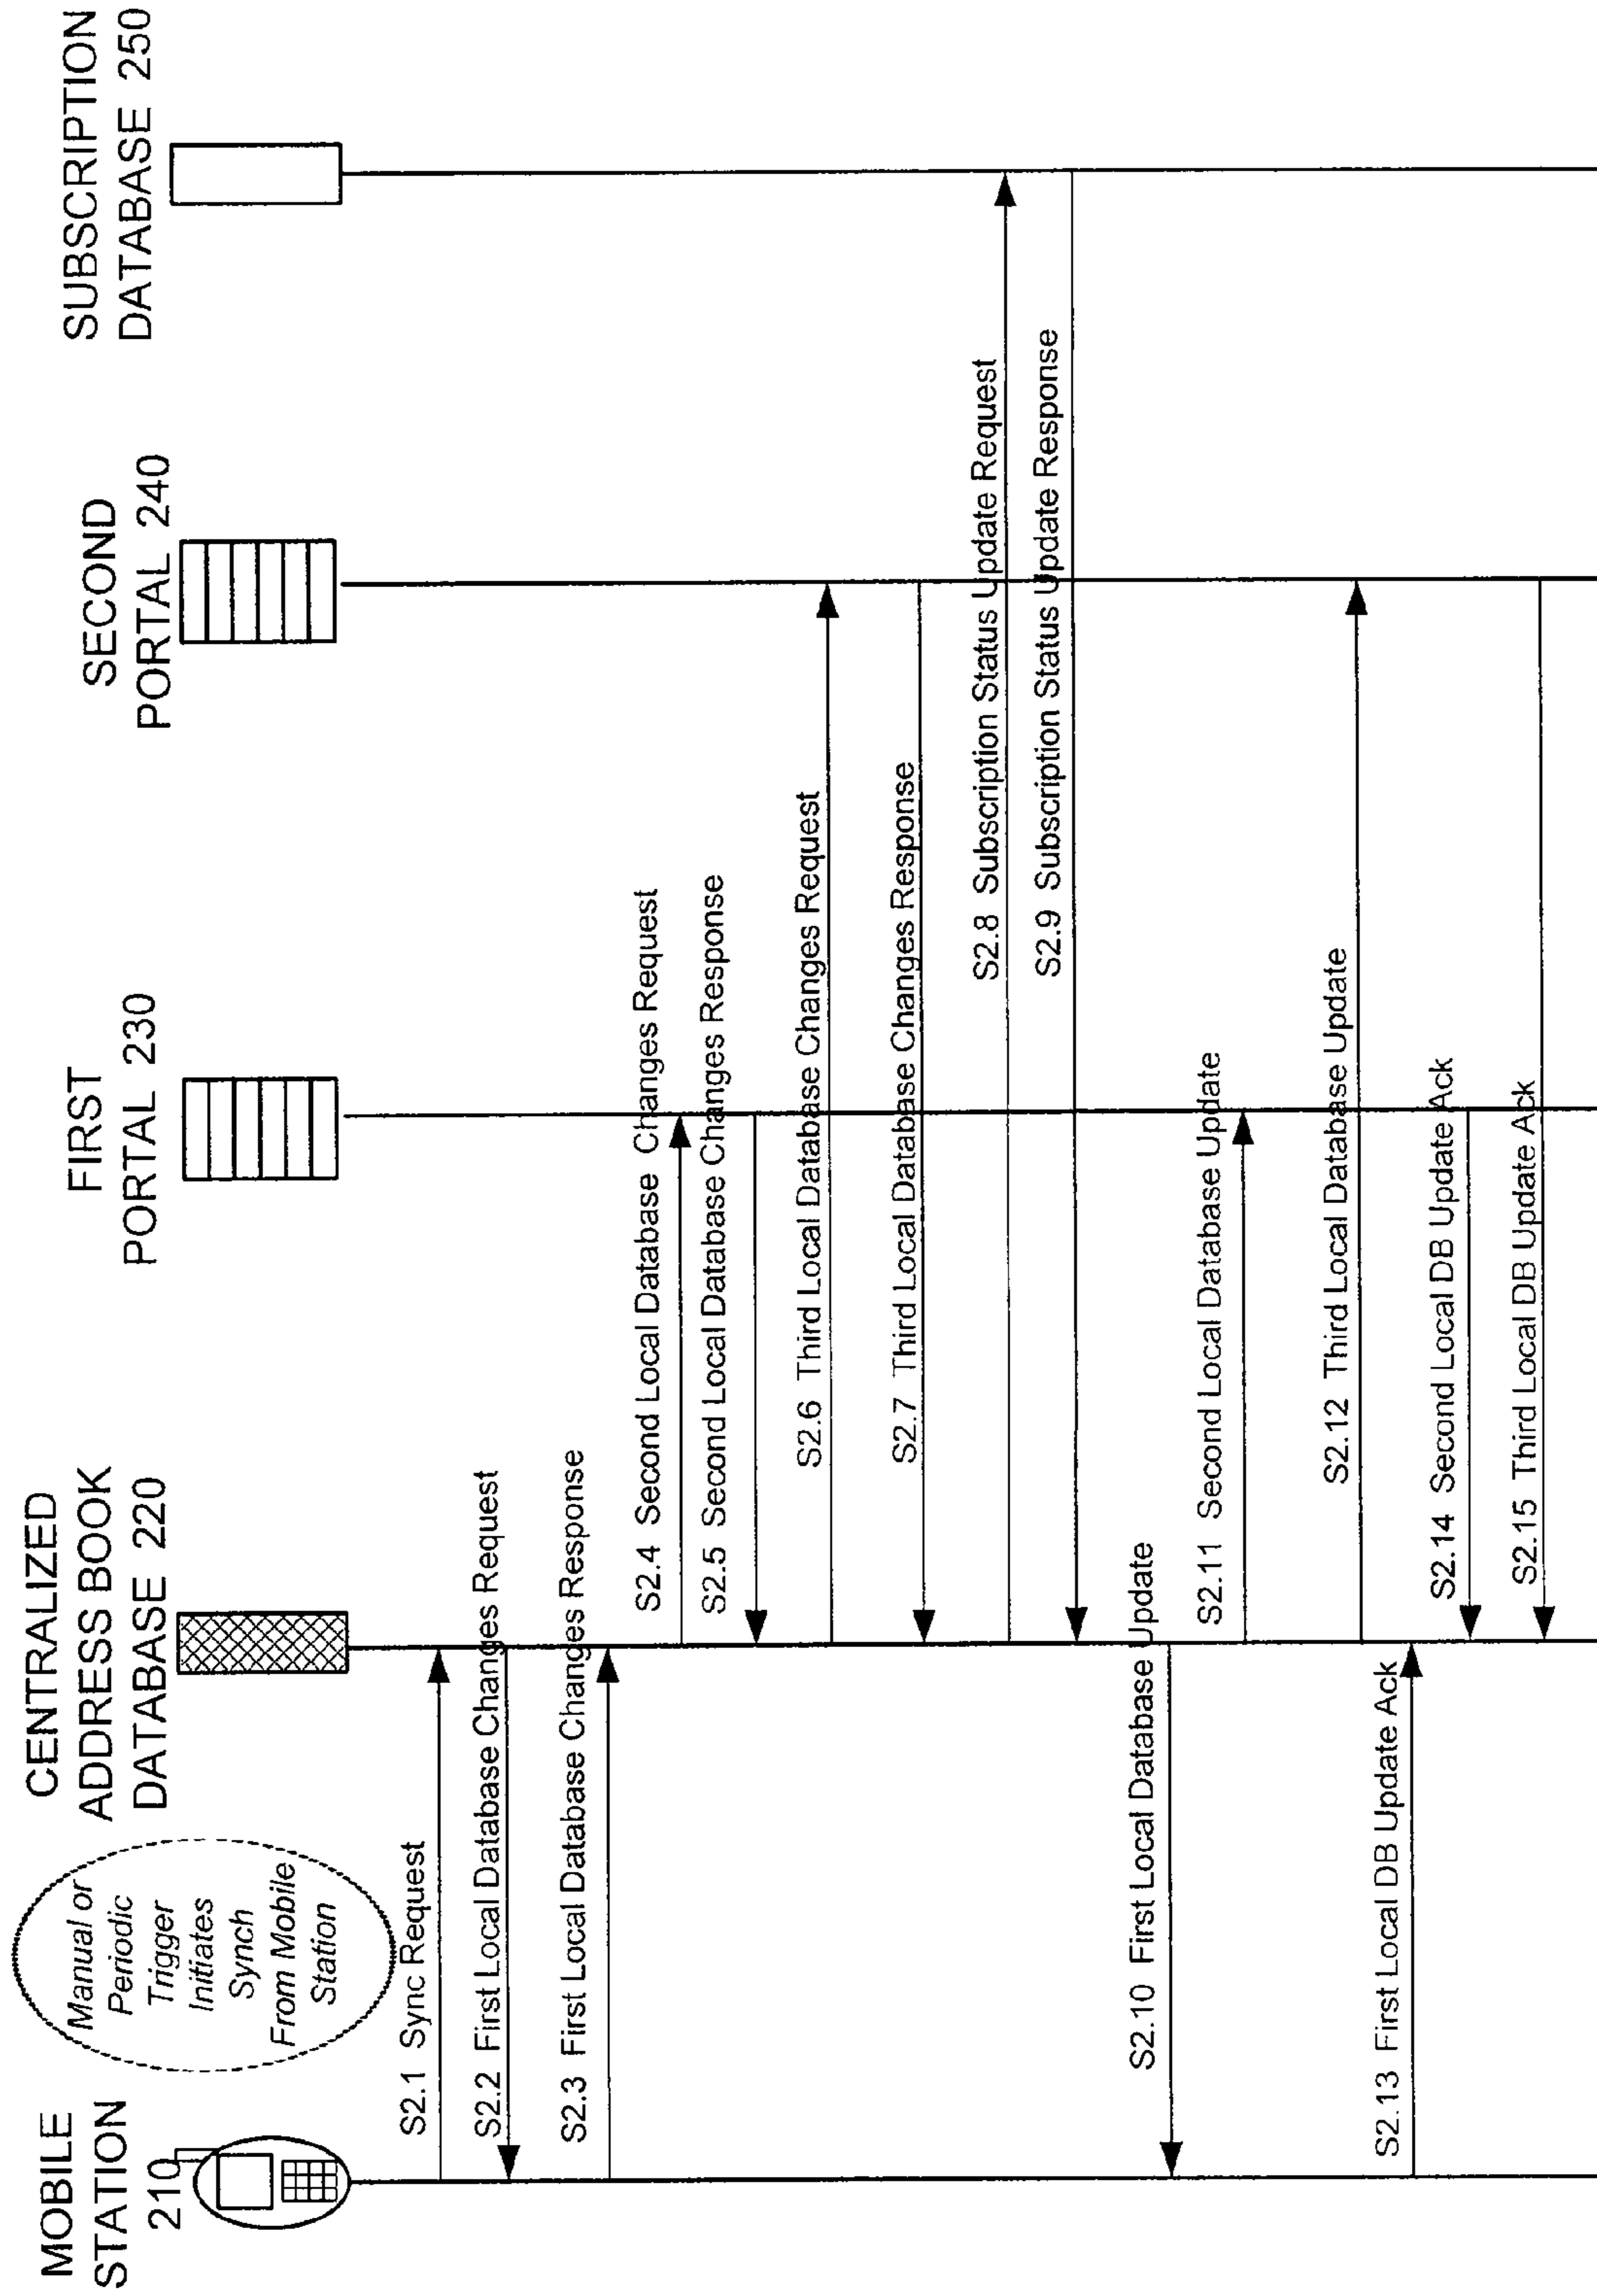 MOBILE
STATION
210
Manual or
Periodic
Trigger
Initiates
Synch
From Mobile
Station
CENTRALIZED
ADDRESS BOOK
DATABASE 220
FIRST
PORTAL 230
SECOND
PORTAL 240
SUBSCRIPTION
DATABASE 250
S2.1 Sync Request
S2.2 First Local Database Changes Request
S2.3 First Local Database Changes Response
S2.4 Second Local Database Changes Request
S2.5 Second Local Database Changes Response
S2.6 Third Local Database Changes Request
S2.7 Third Local Database Changes Response
S2.8 Subscription Status Update Request
S2.9 Subscription Status Update Response
S2.10 First Local Database Update
S2.11 Second Local Database Update
S2.12 Third Local Database Update
S2.13 First Local DB Update Ack
S2.14 Second Local DB Update Ack
S2.15 Third Local DB Update Ack